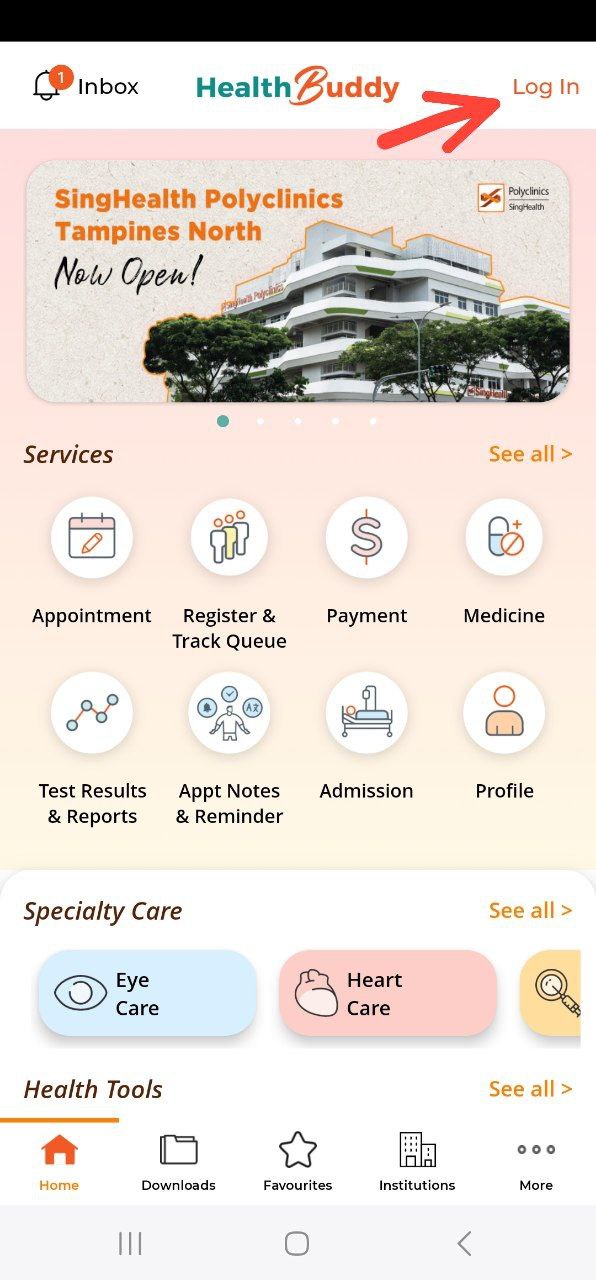 1
Inbox
HealthBuddy
Log In
SingHealth Polyclinics
Tampines North
Now Open!
Polyclinics
SingHealth
SingHealth Polyclinics
SingHealth
Services
See all >
Appointment
Register &
Track Queue
Payment
Medicine
Test Results
& Reports
Appt Notes
& Reminder
Admission
Profile
Specialty Care
See all >
Eye
Care
Heart
Care
Health Tools
See all >
Home
Downloads
Favourites
Institutions
More